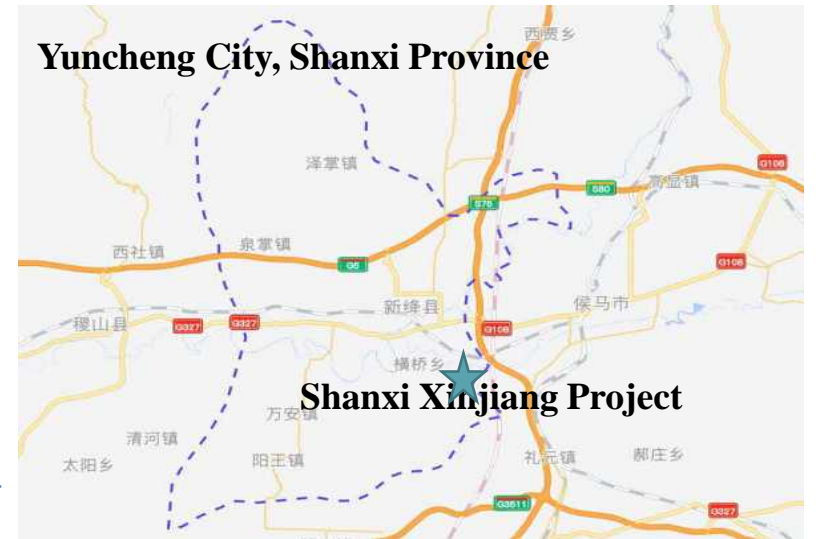 西贾乡
Yuncheng City, Shanxi Province
泽掌镇
G108
S80
高显镇
S75
西社镇
泉掌镇
G5
G108
新绛县
侯马市
稷山县
G327
G327
G108
横桥乡
Shanxi Xinjiang Project
万安镇
清河镇
太阳乡
阳王镇
礼元镇
郝庄乡
G3511
G327